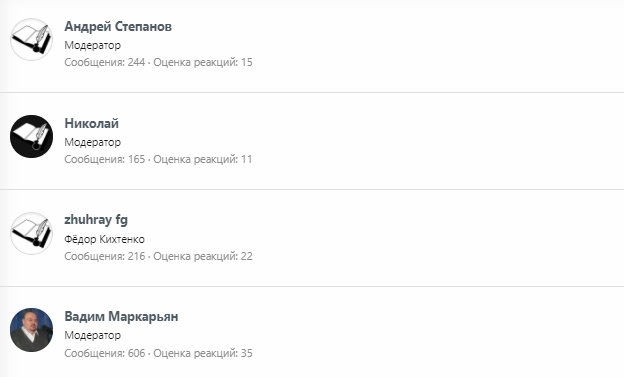 Андрей Степанов
Модератор
Сообщения: 244 · Оценка реакций: 15
Николай
Модератор
Сообщения: 165 · Оценка реакций: 11
zhuhray fg
Фёдор Кихтенко
Сообщения: 216 · Оценка реакций: 22
Вадим Маркарьян
Модератор
Сообщения: 606 · Оценка реакций: 35